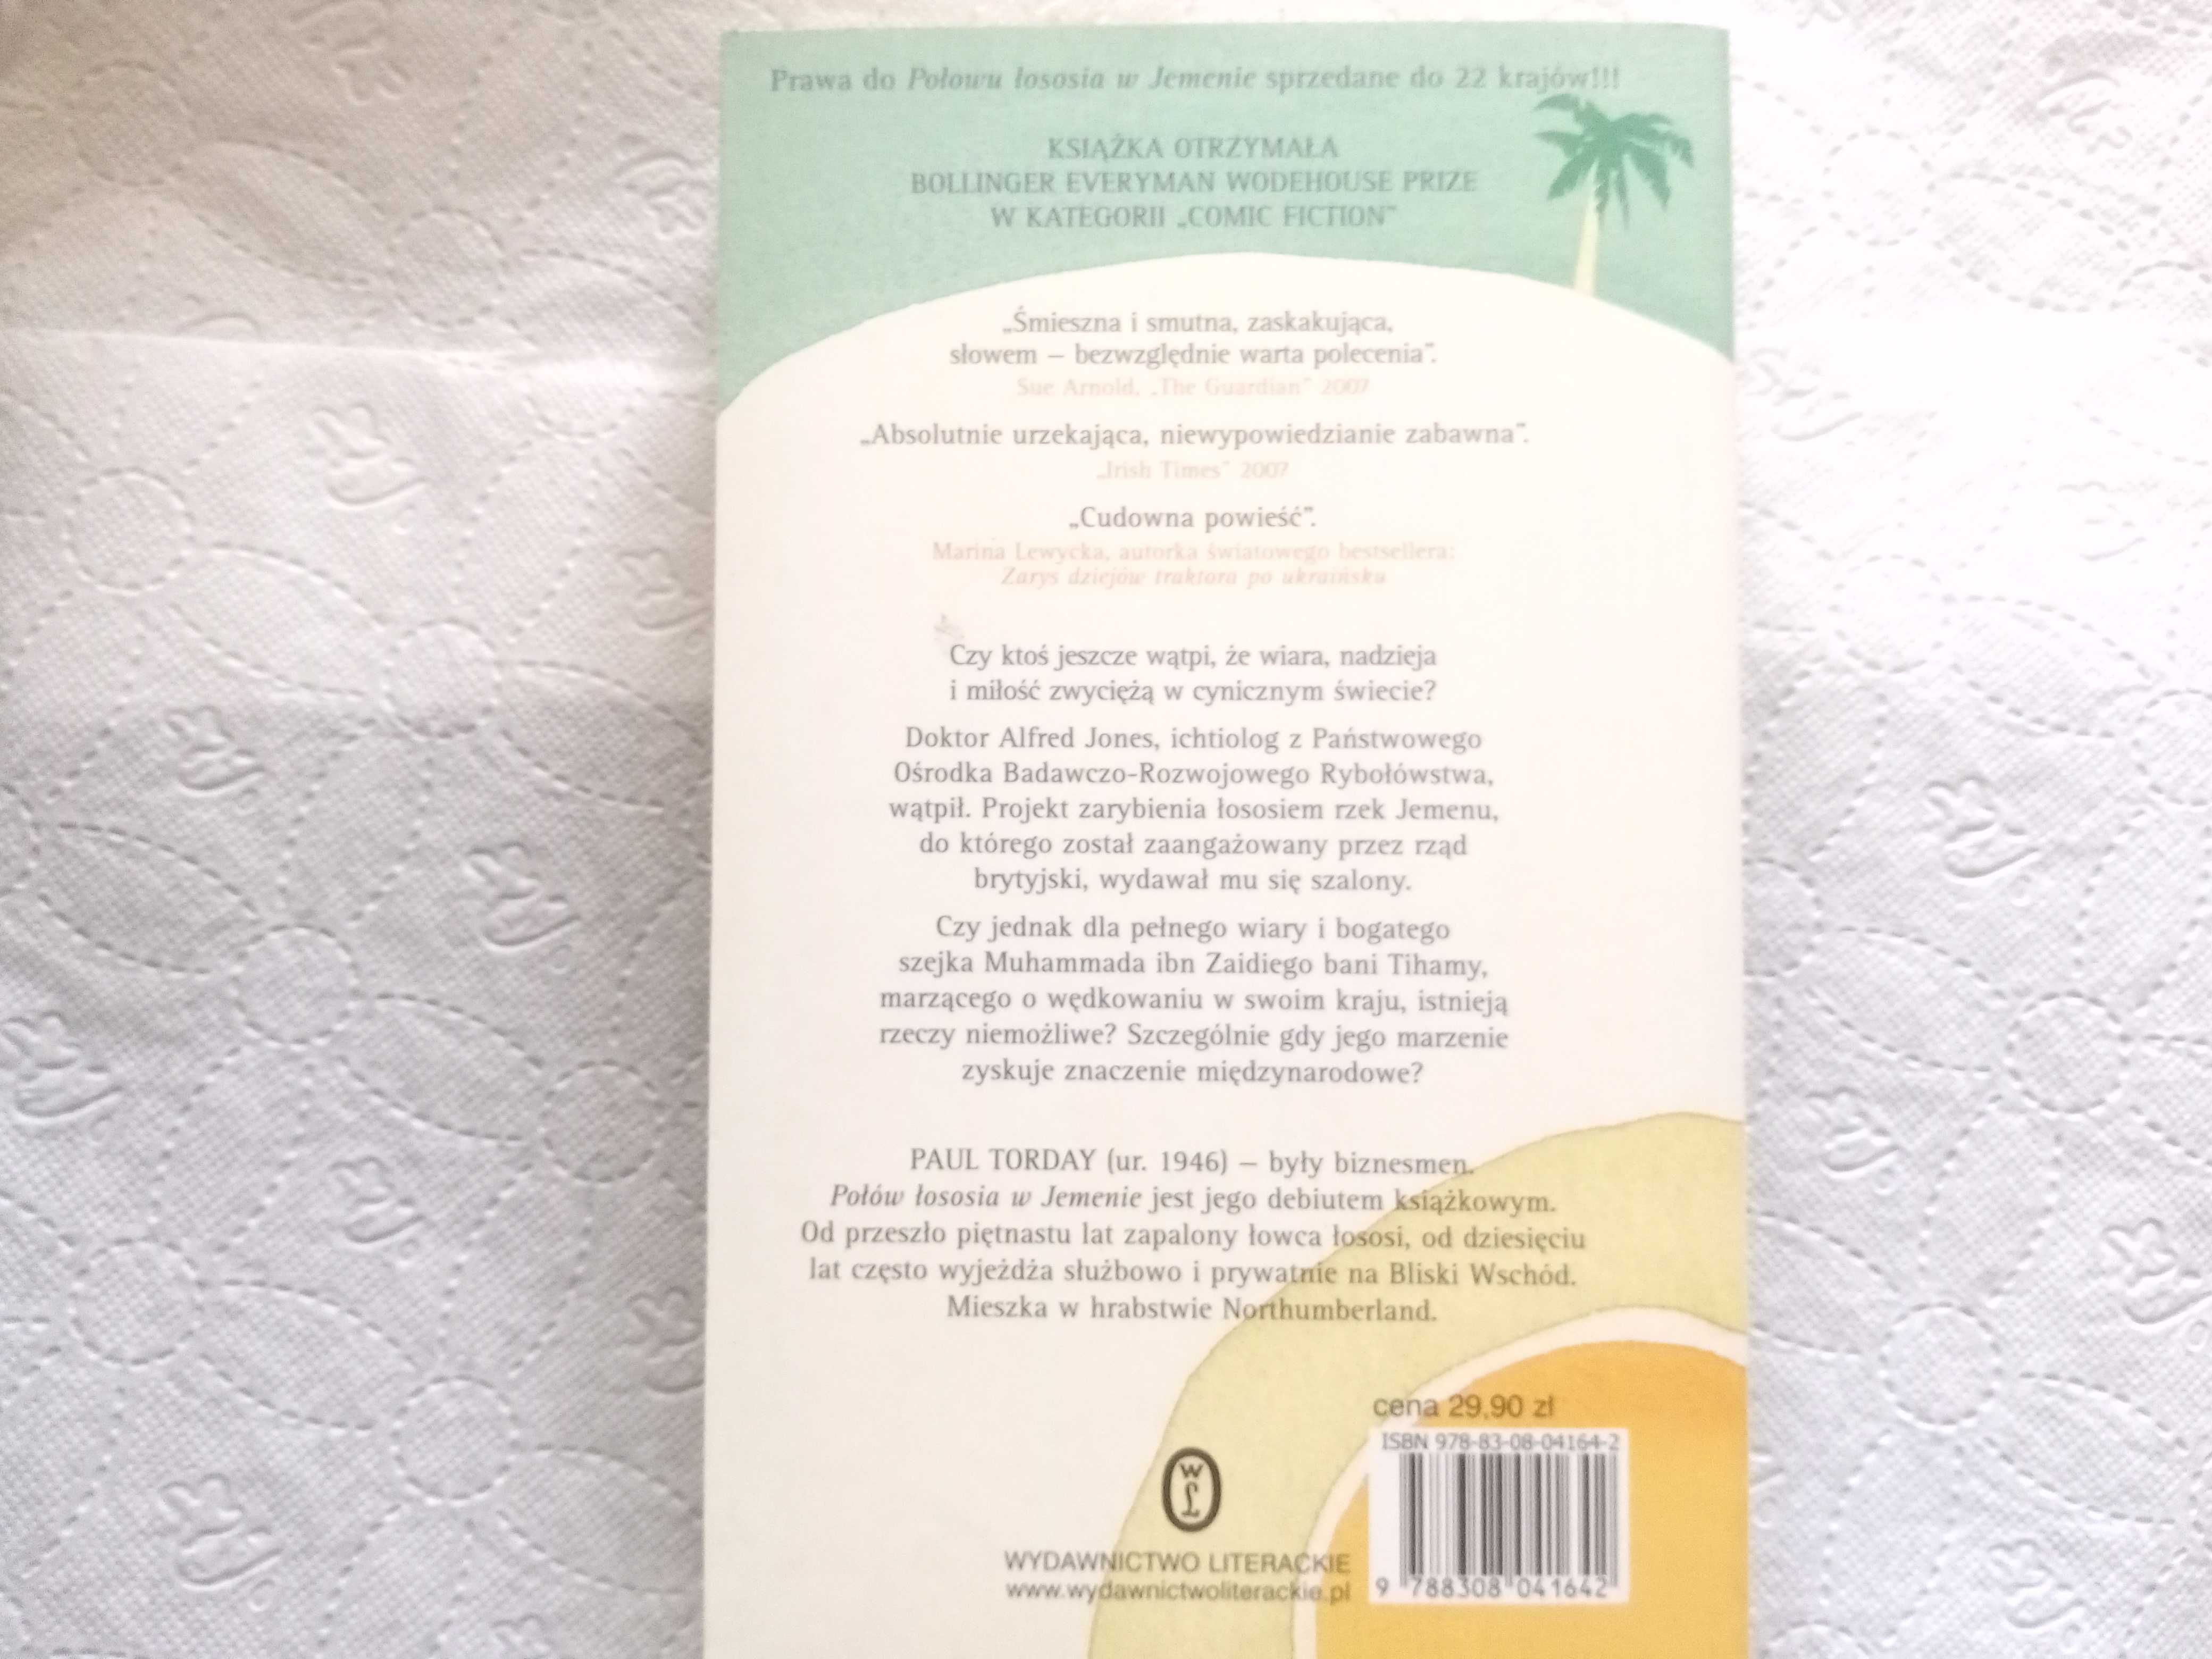 Prawa do Połowu łososia w Jemenie sprzedane do 22 krajów!!!
KSIĄŻKA OTRZYMAŁA
BOLLINGER EVERYMAN WODEHOUSE PRIZE
W KATEGORII „COMIC FICTION”
„Śmieszna i smutna, zaskakująca,
słowem – bezwzględnie warta polecenia”.
Sue Arnold, „The Guardian” 2007
„Absolutnie urzekająca, niewypowiedzianie zabawna”.
„Irish Times” 2007
„Cudowna powieść”.
Marina Lewycka, autorka światowego bestsellera:
Zarys dziejów traktora po ukraińsku
Czy ktoś jeszcze wątpi, że wiara, nadzieja
i miłość zwyciężą w cynicznym świecie?
Doktor Alfred Jones, ichtiolog z Państwowego
Ośrodka Badawczo-Rozwojowego Rybołówstwa,
wątpił. Projekt zarybienia łososiem rzek Jemenu,
do którego został zaangażowany przez rząd
brytyjski, wydawał mu się szalony.
Czy jednak dla pełnego wiary i bogatego
szejka Muhammada ibn Zaidiego bani Tihamy,
marzącego o wędkowaniu w swoim kraju, istnieją
rzeczy niemożliwe? Szczególnie gdy jego marzenie
zyskuje znaczenie międzynarodowe?
PAUL TORDAY (ur. 1946) – były biznesmen.
Połów łososia w Jemenie jest jego debiutem książkowym.
Od przeszło piętnastu lat zapalony łowca łososi, od dziesięciu
lat często wyjeżdża służbowo i prywatnie na Bliski Wschód.
Mieszka w hrabstwie Northumberland.
cena 29,90 zł
ISBN 978-83-08-04164-2
W
L
WYDAWNICTWO LITERACKIE
www.wydawnictwoliterackie.pl
9 788308 041642